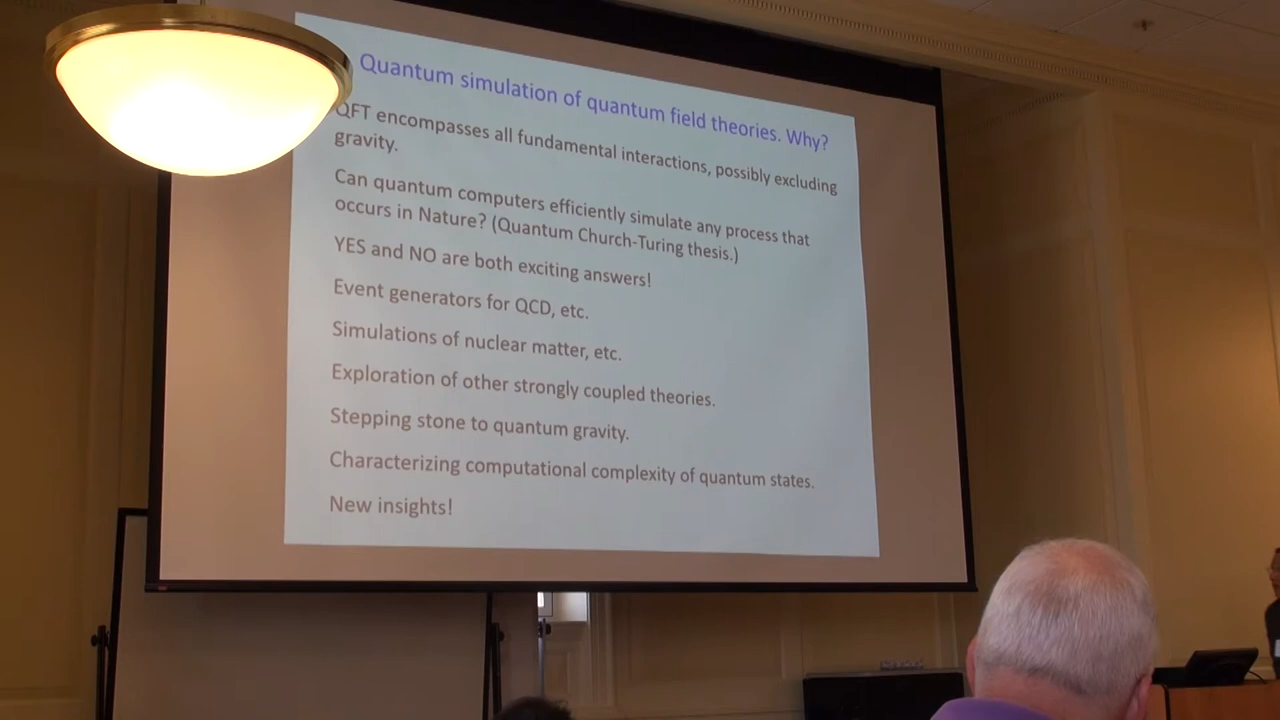 Quantum simulation of quantum field theories. Why?
QFT encompasses all fundamental interactions, possibly excluding
gravity.
Can quantum computers efficiently simulate any process that
occurs in Nature? (Quantum Church-Turing thesis.)
YES and NO are both exciting answers!
Event generators for QCD, etc.
Simulations of nuclear matter, etc.
Exploration of other strongly coupled theories.
Stepping stone to quantum gravity.
Characterizing computational complexity of quantum states.
New insights!